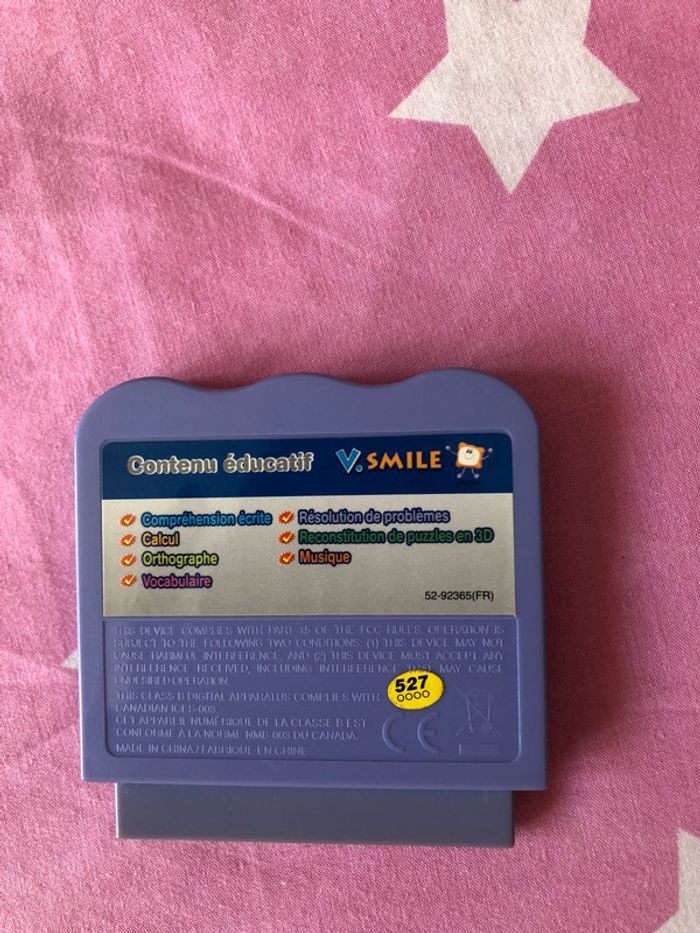 Contenu éducatif V.SMILE
Compréhension écrite
Calcul
Orthographe
Vocabulaire
Résolution de problèmes
Reconstitution de puzzles en 3D
Musique
52-92365(FR)
THIS DEVICE COMPLIES WITH PART 15 OF THE FCC RULES. OPERATION IS
SUBJECT TO THE FOLLOWING TWO CONDITIONS: (1) THIS DEVICE MAY NOT
CAUSE HARMFUL INTERFERENCE, AND (2) THIS DEVICE MUST ACCEPT ANY
INTERFERENCE RECEIVED, INCLUDING INTERFERENCE THAT MAY CAUSE
UNDESIRED OPERATION.
THIS CLASS B DIGITAL APPARATUS COMPLIES WITH
CANADIAN ICES-003.
CET APPAREIL NUMÉRIQUE DE LA CLASSE B EST
CONFORME À LA NORME NMB-003 DU CANADA.
MADE IN CHINA / FABRIQUÉ EN CHINE
527
0000
CE